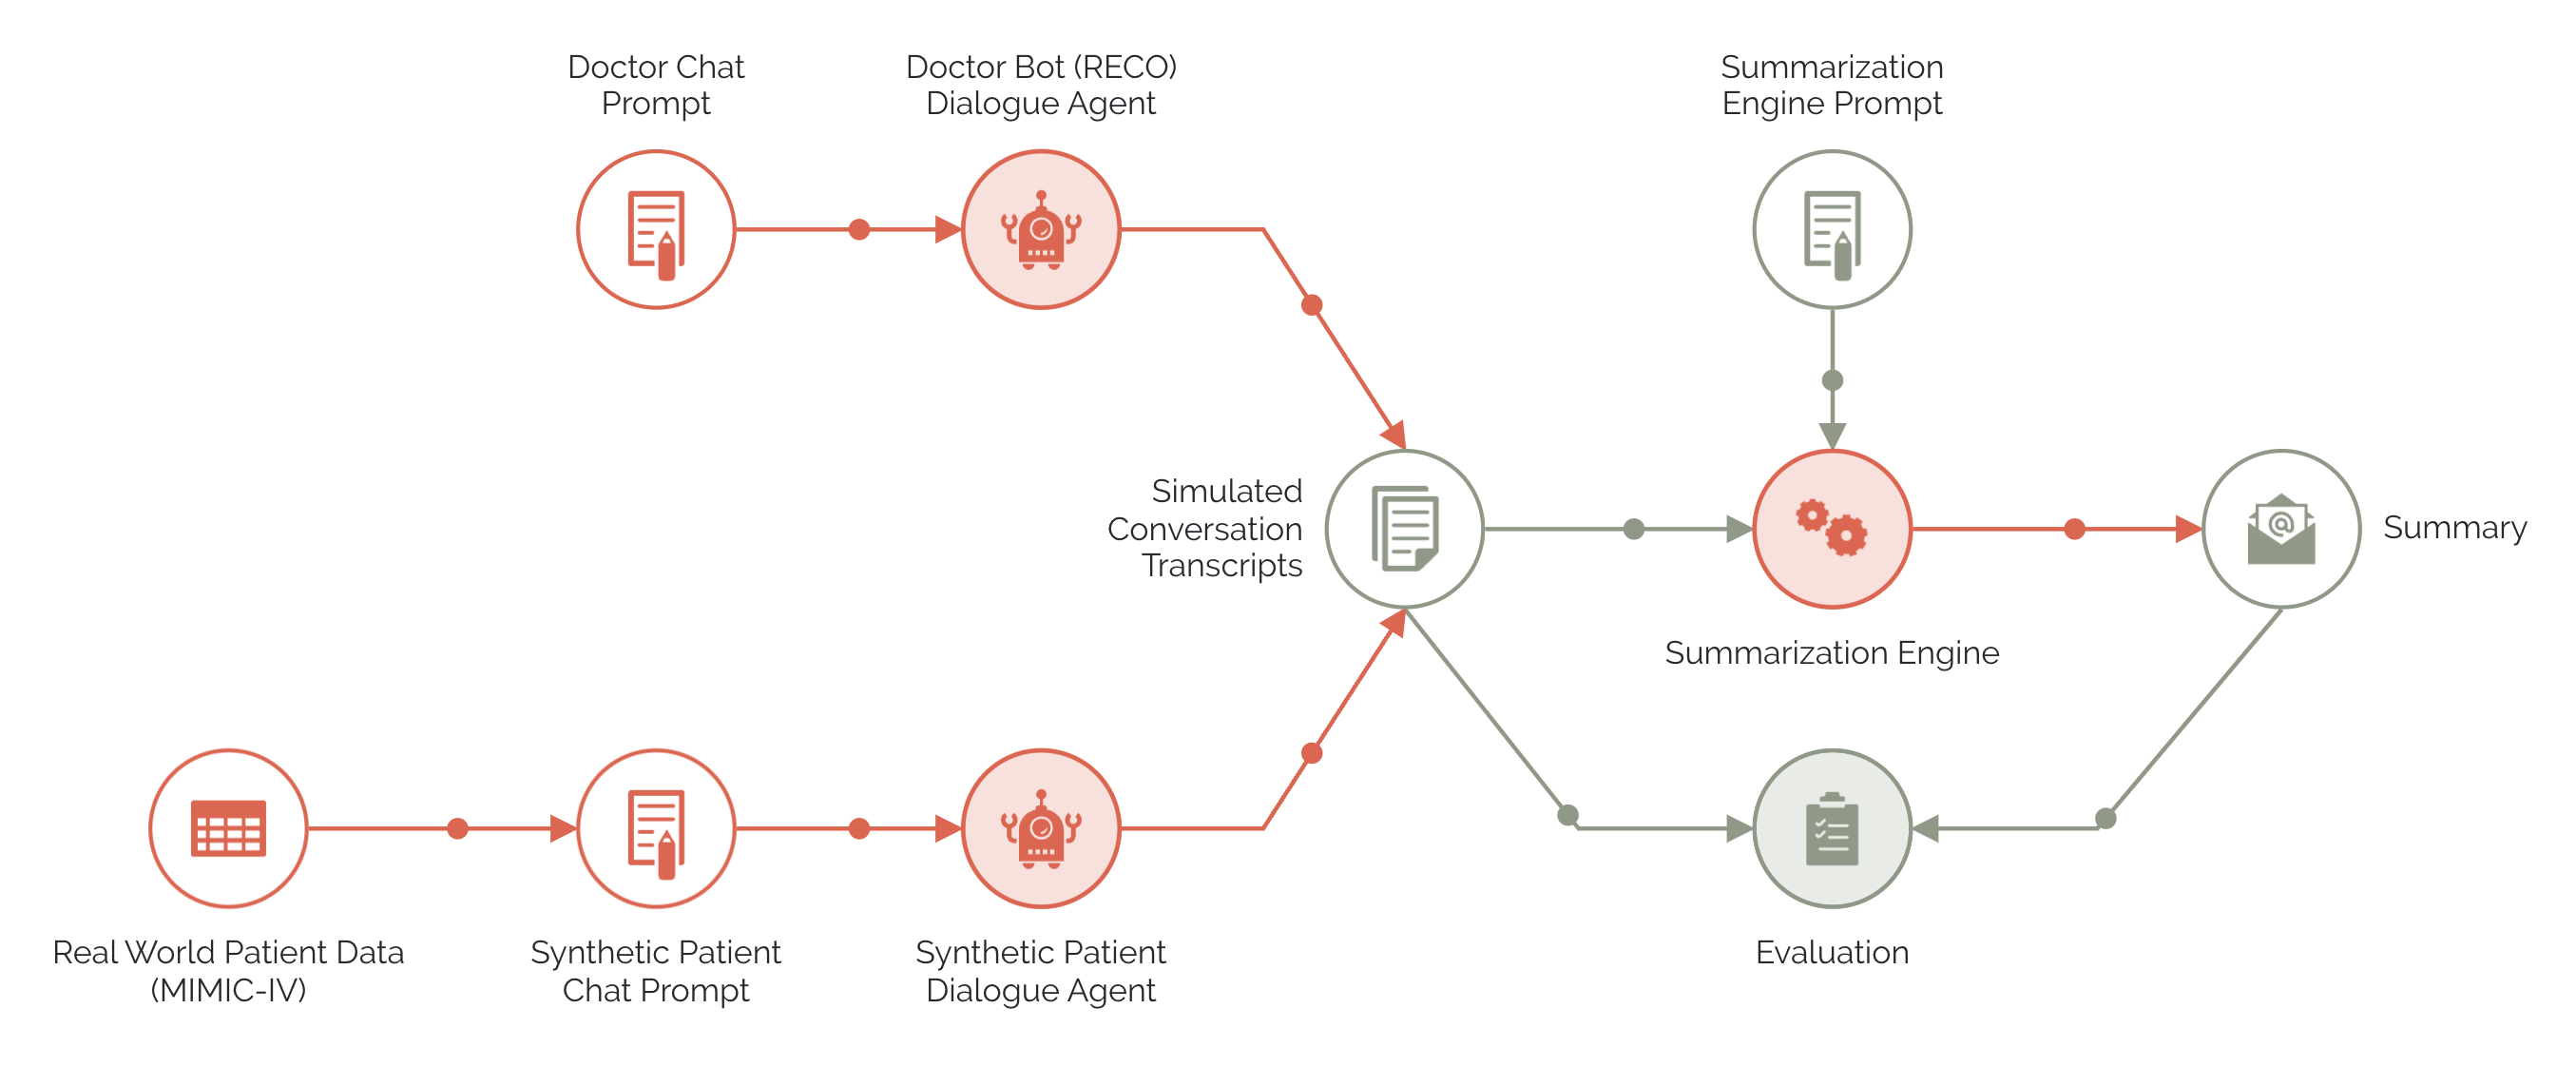 Doctor Chat
Prompt
Doctor Bot (RECO)
Dialogue Agent
Summarization
Engine Prompt
Simulated
Conversation
Transcripts
Summary
Summarization Engine
Real World Patient Data
(MIMIC-IV)
Synthetic Patient
Chat Prompt
Synthetic Patient
Dialogue Agent
Evaluation